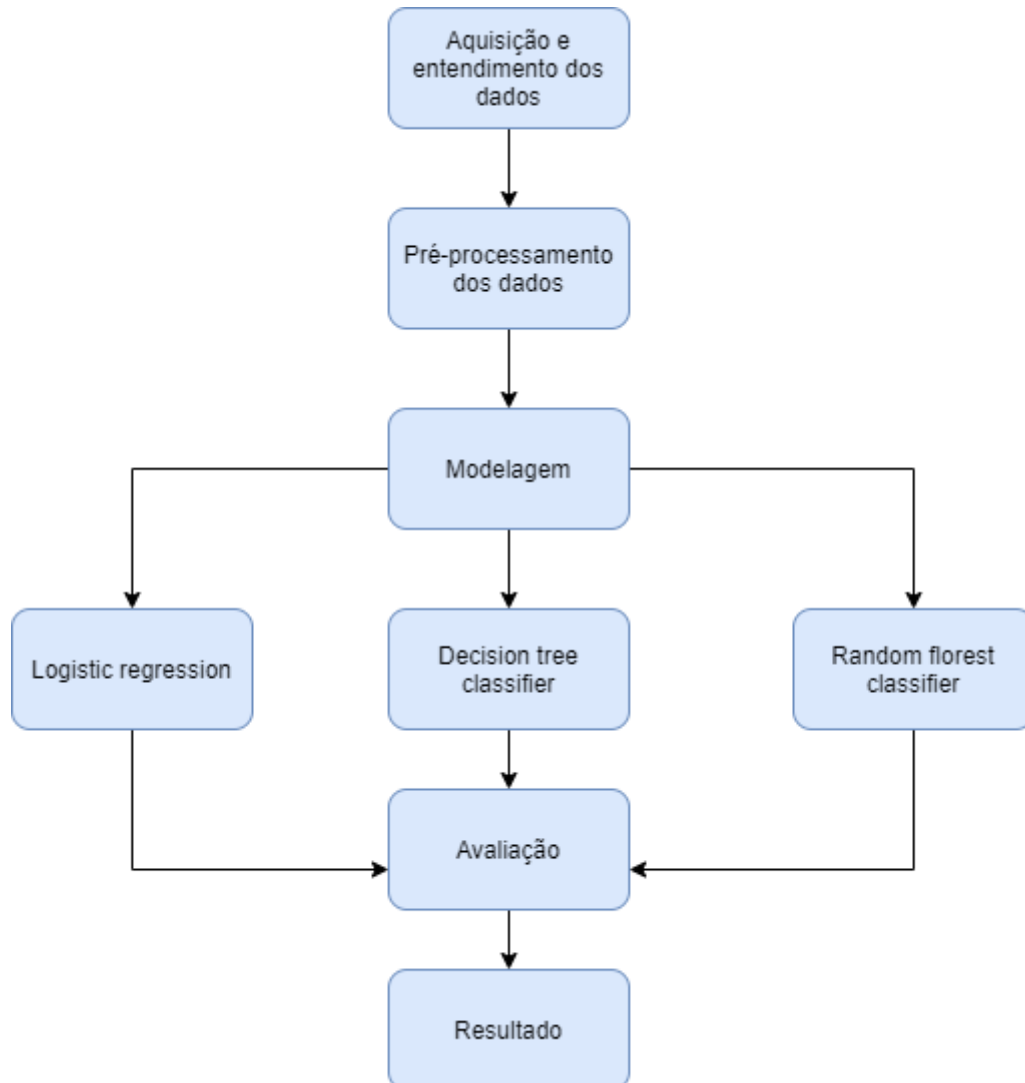 Aquisição e
entendimento dos
dados
Pré-processamento
dos dados
Modelagem
Logistic regression
Decision tree
classifier
Random florest
classifier
Avaliação
Resultado